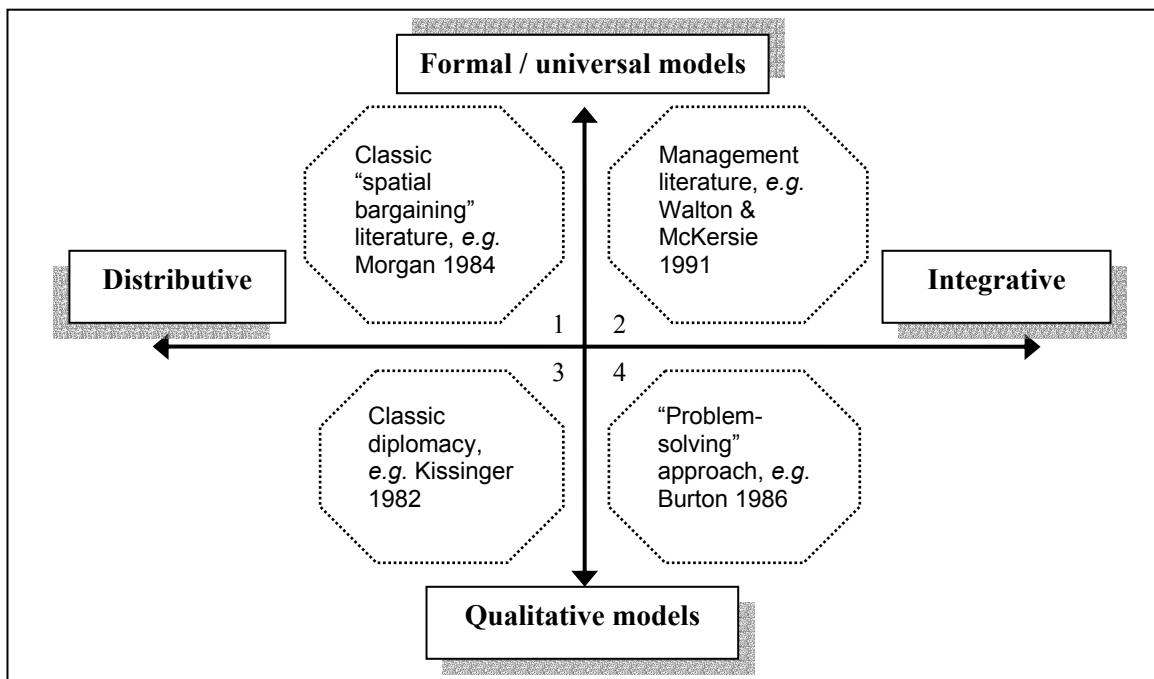 Formal / universal models
Classic
“spatial
bargaining”
literature, e.g.
Morgan 1984
Management
literature, e.g.
Walton &
McKersie
1991
Distributive
Integrative
1 2
3 4
Classic
diplomacy,
e.g. Kissinger
1982
“Problem-
solving”
approach, e.g.
Burton 1986
Qualitative models